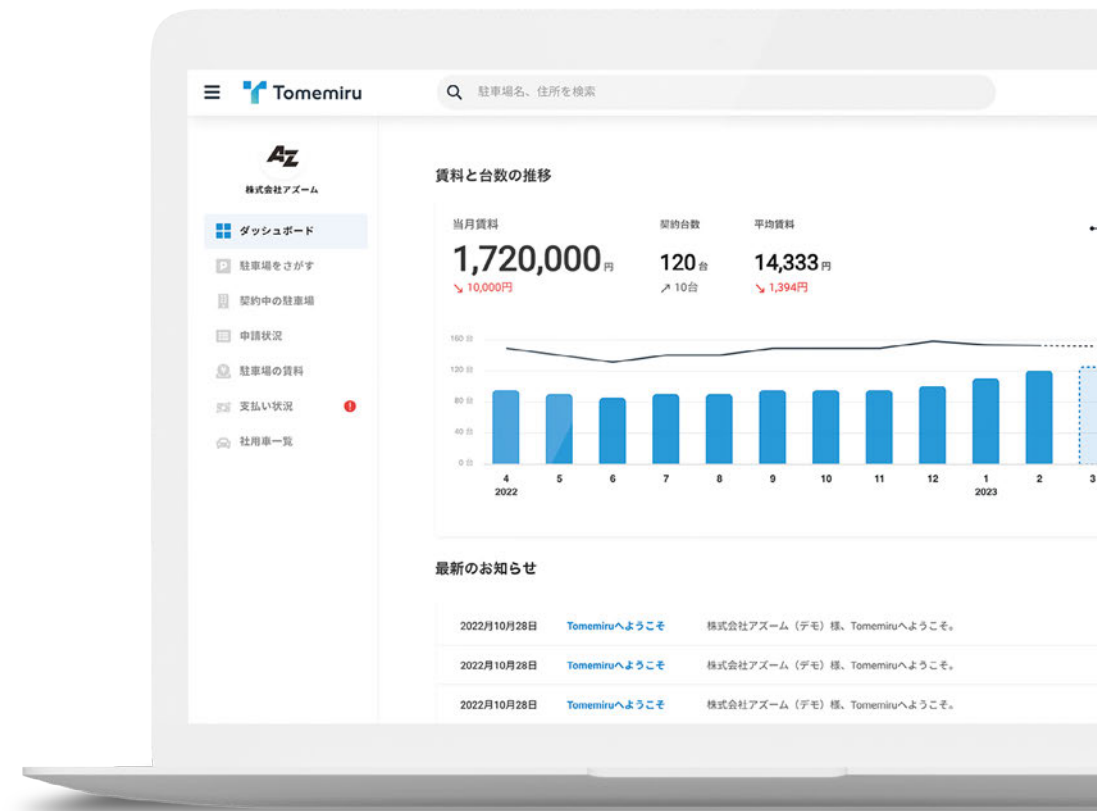 Tomemiru
駐車場名、住所を検索
AZ
株式会社アズーム
ダッシュボード
駐車場をさがす
契約中の駐車場
申請状況
駐車場の賃料
支払い状況
社用車一覧
賃料と台数の推移
当月賃料 契約台数 平均賃料
1,720,000円 120台 14,333円
↘ 10,000円 ↗ 10台 ↘ 1,394円
160 台
120 台
80 台
40 台
0 台
4 5 6 7 8 9 10 11 12 1 2 3
2022 2023
最新のお知らせ
2022月10月28日 Tomemiruへようこそ 株式会社アズーム（デモ）様、Tomemiruへようこそ。
2022月10月28日 Tomemiruへようこそ 株式会社アズーム（デモ）様、Tomemiruへようこそ。
2022月10月28日 Tomemiruへようこそ 株式会社アズーム（デモ）様、Tomemiruへようこそ。